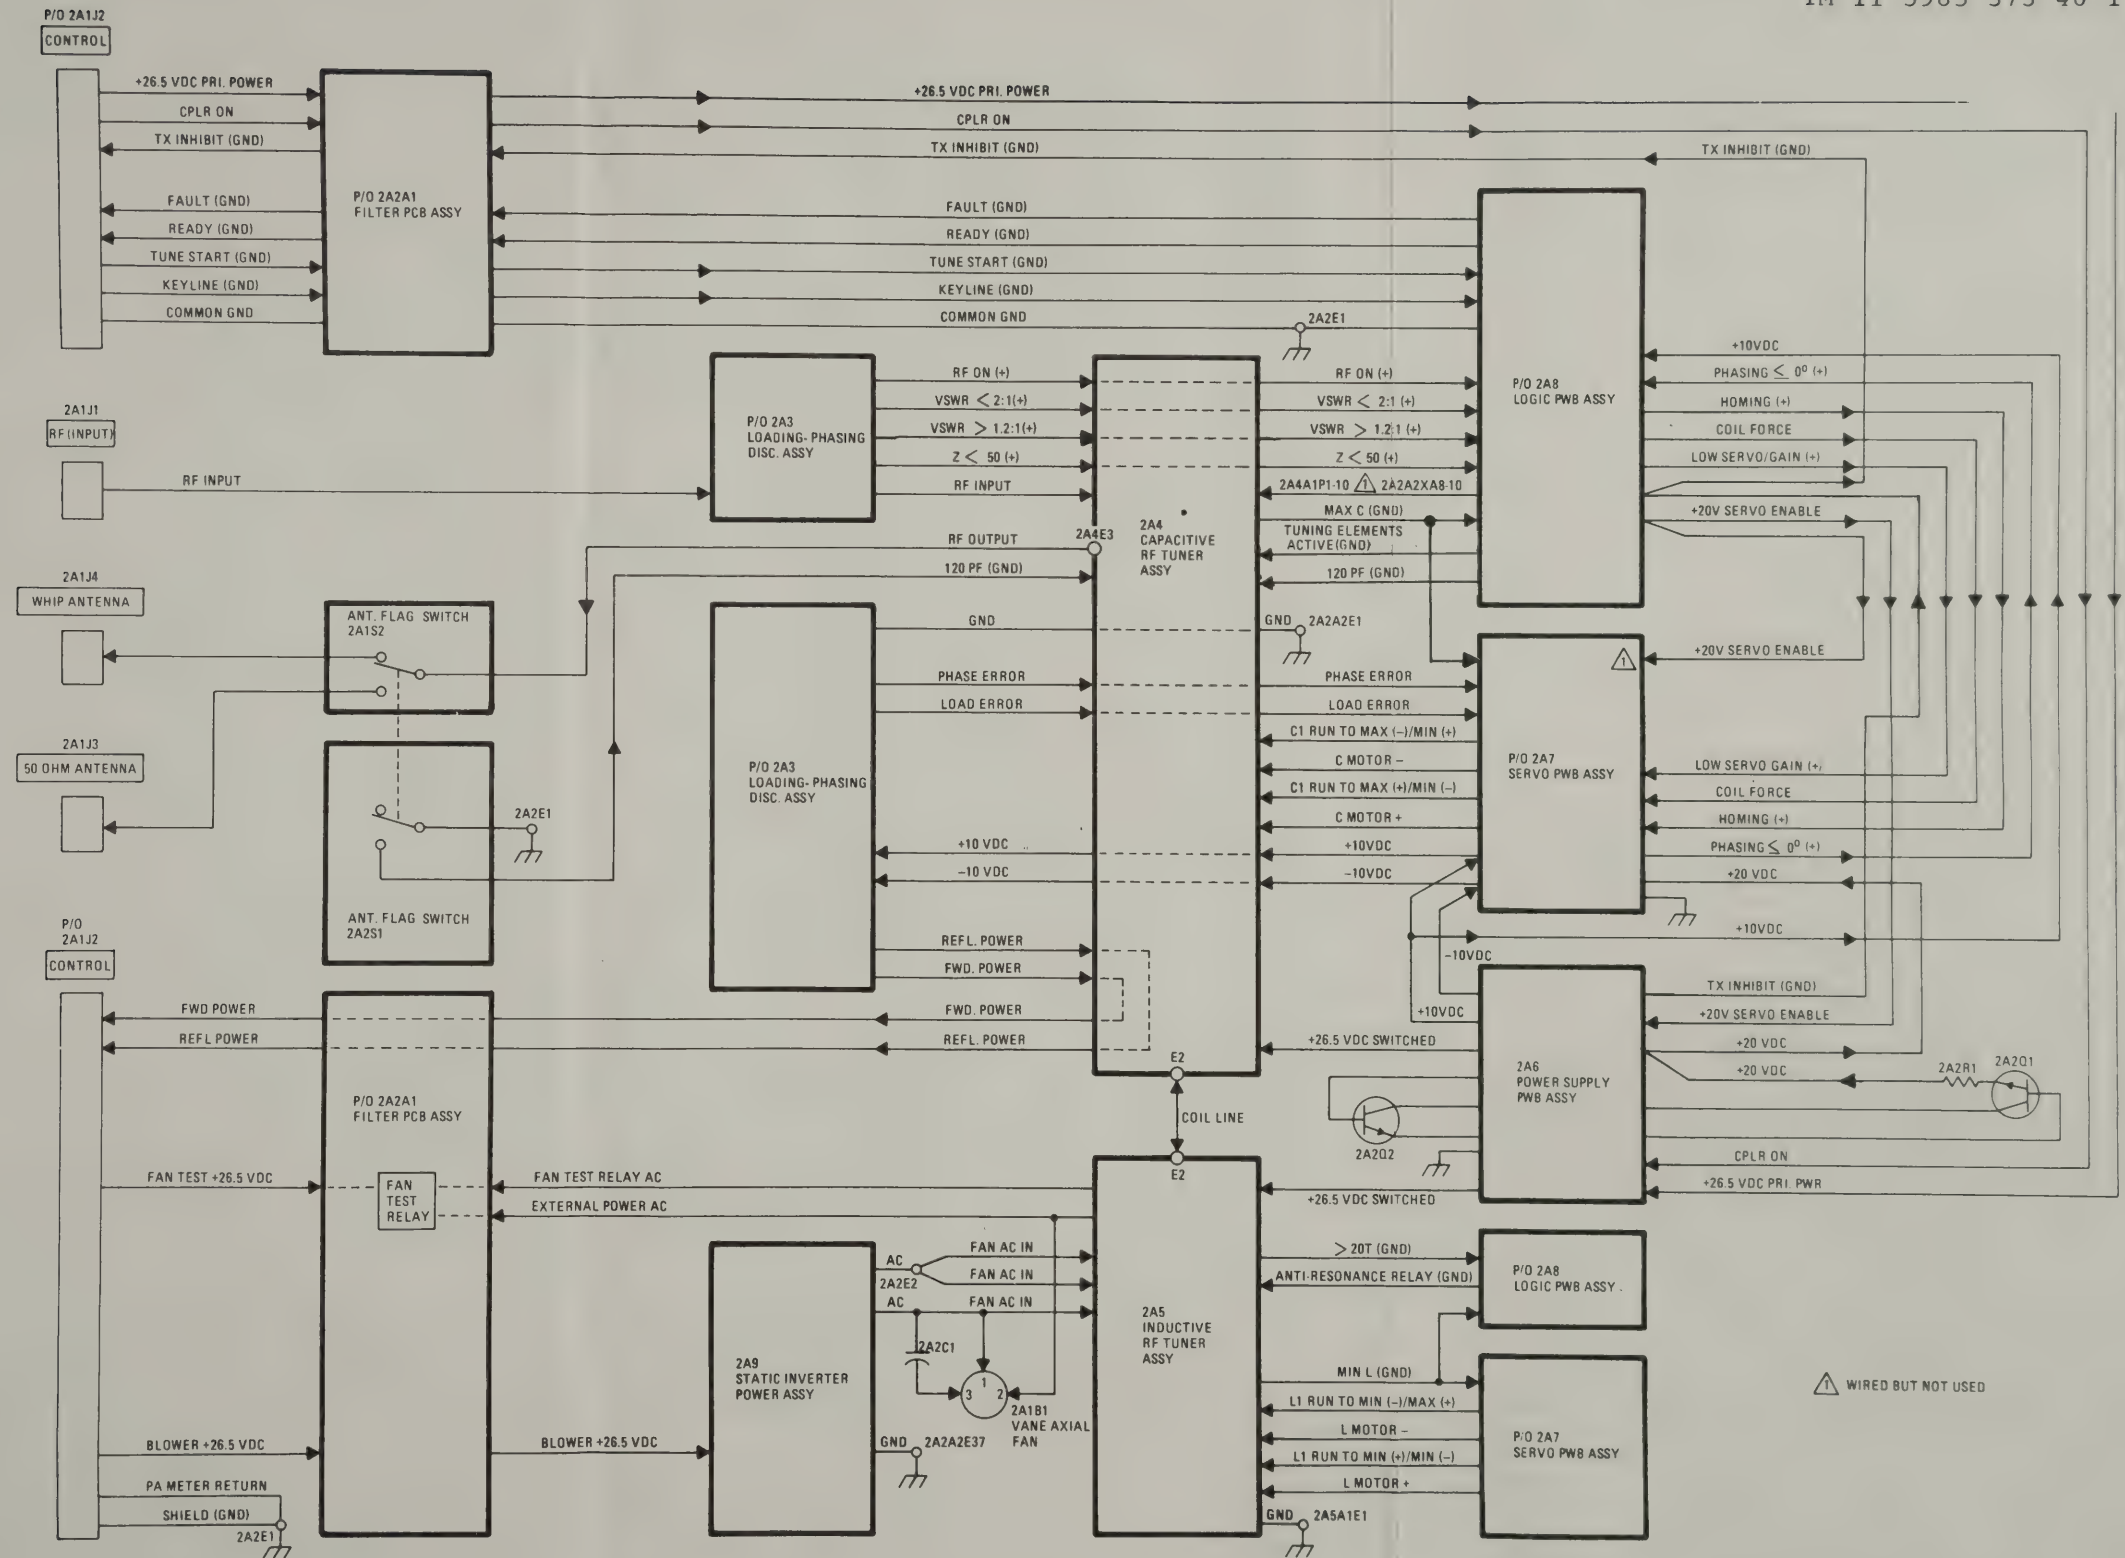 TM 11 5985 373 40 1
P/O 2A1J2
CONTROL
+26.5 VDC PRI. POWER
CPLR ON
TX INHIBIT (GND)
FAULT (GND)
READY (GND)
TUNE START (GND)
KEYLINE (GND)
COMMON GND
P/O 2A2A1
FILTER PCB ASSY
+26.5 VDC PRI. POWER
CPLR ON
TX INHIBIT (GND)
FAULT (GND)
READY (GND)
TUNE START (GND)
KEYLINE (GND)
COMMON GND
2A2E1
TX INHIBIT (GND)
2A1J1
RF (INPUT)
RF INPUT
P/O 2A3
LOADING-PHASING
DISC. ASSY
RF ON (+)
VSWR < 2:1(+)
VSWR > 1.2:1(+)
Z < 50 (+)
RF INPUT
2A4E3
RF OUTPUT
120 PF (GND)
2A4
CAPACITIVE
RF TUNER
ASSY
RF ON (+)
VSWR < 2:1 (+)
VSWR > 1.2:1 (+)
Z < 50 (+)
2A4A1P1-10 1 2A2A2XA8-10
MAX C (GND)
TUNING ELEMENTS
ACTIVE(GND)
120 PF (GND)
P/O 2A8
LOGIC PWB ASSY
+10VDC
PHASING ≤ 0° (+)
HOMING (+)
COIL FORCE
LOW SERVO/GAIN (+)
+20V SERVO ENABLE
2A1J4
WHIP ANTENNA
ANT. FLAG SWITCH
2A1S2
2A1J3
50 OHM ANTENNA
2A2E1
ANT. FLAG SWITCH
2A2S1
P/O 2A3
LOADING-PHASING
DISC. ASSY
GND
PHASE ERROR
LOAD ERROR
+10 VDC
-10 VDC
REFL. POWER
FWD. POWER
FWD. POWER
REFL. POWER
GND
2A2A2E1
PHASE ERROR
LOAD ERROR
C1 RUN TO MAX (-)/MIN (+)
C MOTOR -
C1 RUN TO MAX (+)/MIN (-)
C MOTOR +
+10VDC
-10VDC
1
P/O 2A7
SERVO PWB ASSY
+20V SERVO ENABLE
LOW SERVO GAIN (+,
COIL FORCE
HOMING (+)
PHASING ≤ 0° (+)
+20 VDC
+10VDC
-10VDC
+10VDC
+26.5 VDC SWITCHED
2A6
POWER SUPPLY
PWB ASSY
TX INHIBIT (GND)
+20V SERVO ENABLE
+20 VDC
+20 VDC
2A2R1
2A2Q1
CPLR ON
+26.5 VDC PRI. PWR
2A2Q2
+26.5 VDC SWITCHED
E2
COIL LINE
E2
P/O
2A1J2
CONTROL
FWD POWER
REFL POWER
FAN TEST +26.5 VDC
BLOWER +26.5 VDC
PA METER RETURN
SHIELD (GND)
2A2E1
P/O 2A2A1
FILTER PCB ASSY
FAN
TEST
RELAY
FAN TEST RELAY AC
EXTERNAL POWER AC
BLOWER +26.5 VDC
2A9
STATIC INVERTER
POWER ASSY
AC
2A2E2
AC
FAN AC IN
FAN AC IN
FAN AC IN
2A2C1
1
3
2
2A1B1
VANE AXIAL
FAN
GND
2A2A2E37
2A5
INDUCTIVE
RF TUNER
ASSY
> 20T (GND)
ANTI-RESONANCE RELAY (GND)
P/O 2A8
LOGIC PWB ASSY.
MIN L (GND)
L1 RUN TO MIN (-)/MAX (+)
L MOTOR -
L1 RUN TO MIN (+)/MIN (-)
L MOTOR +
GND
2A5A1E1
P/O 2A7
SERVO PWB ASSY
1 WIRED BUT NOT USED